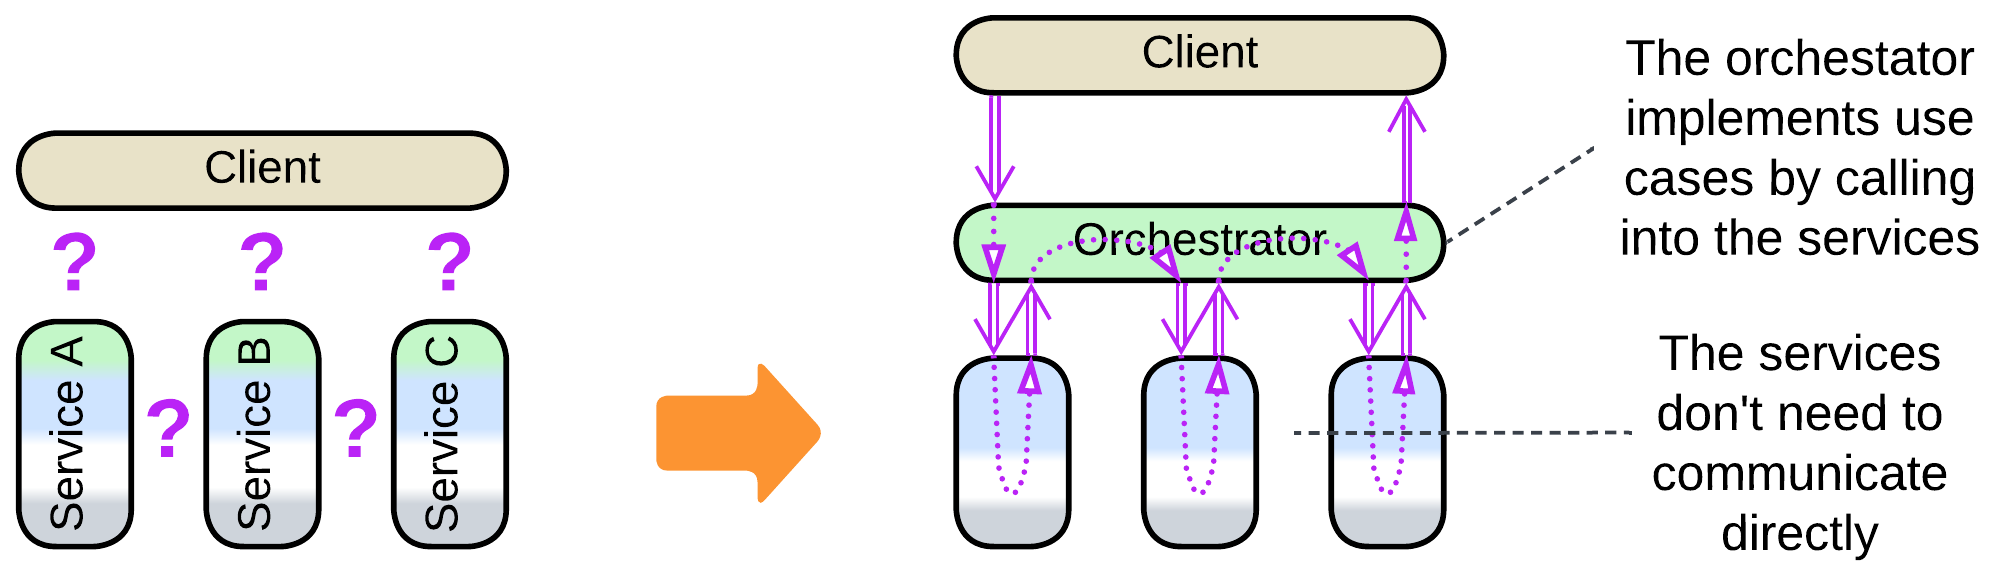 Client
?
?
?
Service A
?
Service B
?
Service C
Client
Orchestrator
The orchestator
implements use
cases by calling
into the services
The services
don't need to
communicate
directly